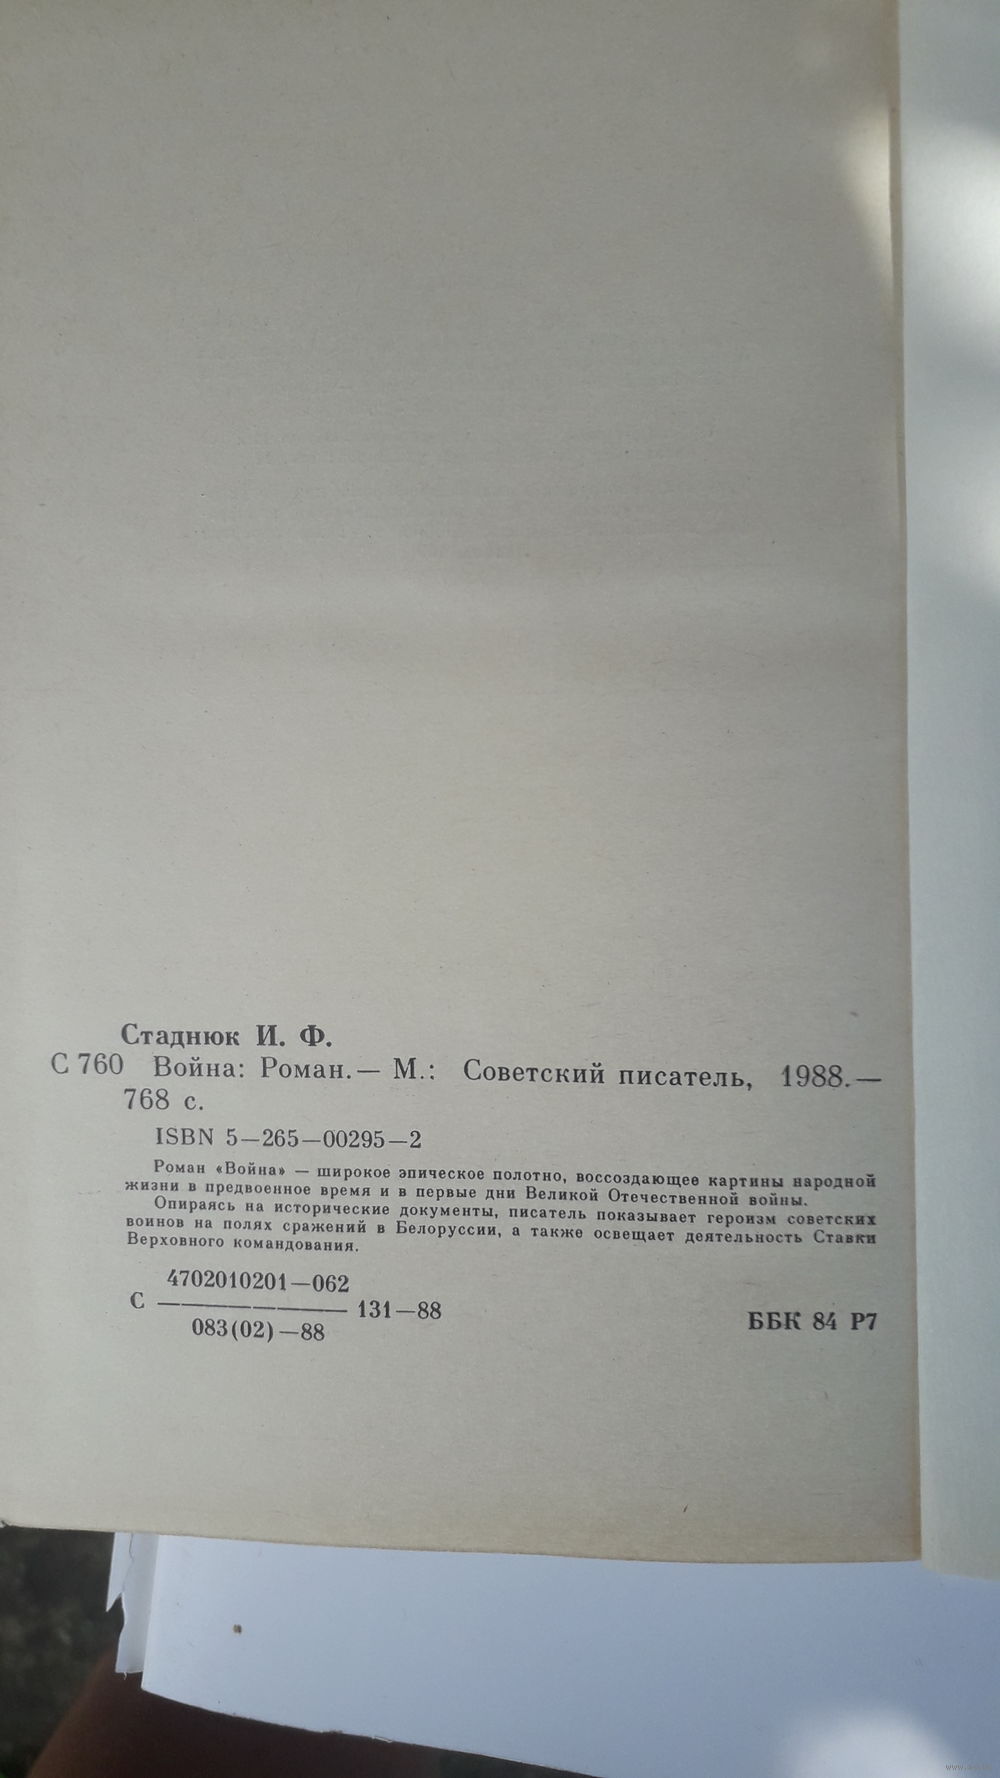 Стаднюк И. Ф.
С 760 Война: Роман.— М.: Советский писатель, 1988.—
768 с.
ISBN 5—265—00295—2
Роман «Война» — широкое эпическое полотно, воссоздающее картины народной
жизни в предвоенное время и в первые дни Великой Отечественной войны.
Опираясь на исторические документы, писатель показывает героизм советских
воинов на полях сражений в Белоруссии, а также освещает деятельность Ставки
Верховного командования.
4702010201—062
С ———————— 131—88
083(02)—88
ББК 84 Р7